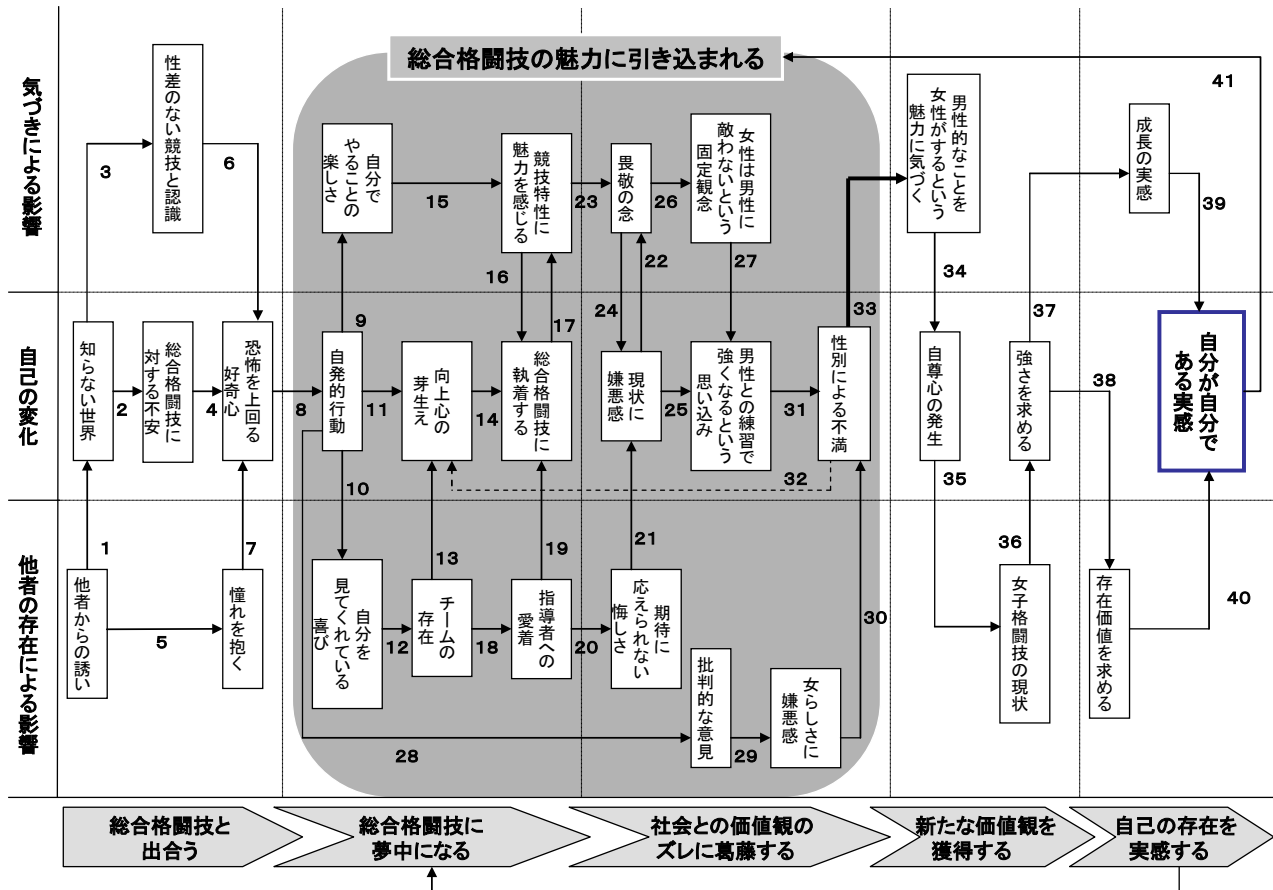 総合格闘技の魅力に引き込まれる
気づきによる影響
自己の変化
他者の存在による影響
性差のない競技と認識
知らない世界
総合格闘技に
対する不安
恐怖を上回る
好奇心
他者からの誘い
憧れを抱く
自分で
やることの
楽しさ
競技特性に
魅力を感じる
自発的行動
向上心の
芽生え
総合格闘技に
執着する
自分を
見てくれている
喜び
チームの
存在
指導者への
愛着
畏敬の念
女性は男性に
敵わないという
固定観念
現状に
嫌悪感
男性との練習で
強くなるという
思い込み
性別による不満
期待に
応えられない
悔しさ
批判的な意見
女らしさに
嫌悪感
男性的なことを
女性がするという
魅力に気づく
自尊心の発生
女子格闘技の現状
強さを求める
成長の実感
存在価値を求める
自分が自分で
ある実感
1
2
3
4
5
6
7
8
9
10
11
12
13
14
15
16
17
18
19
20
21
22
23
24
25
26
27
28
29
30
31
32
33
34
35
36
37
38
39
40
41
総合格闘技と
出合う
総合格闘技に
夢中になる
社会との価値観の
ズレに葛藤する
新たな価値観を
獲得する
自己の存在を
実感する